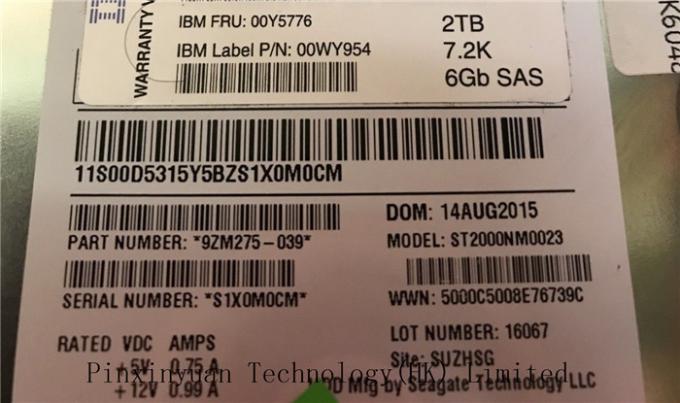 IBM
WARRANTY V
IBM FRU: 00Y5776
IBM Label P/N: 00WY954
2TB
7.2K
6Gb SAS
11S00D5315Y5BZS1X0M0CM
DOM: 14AUG2015
PART NUMBER: *9ZM275-039*
MODEL: ST2000NM0023
SERIAL NUMBER: *S1X0M0CM*
WWN: 5000C5008E76739C
LOT NUMBER: 16067
RATED VDC AMPS
Site: SUZHSG
+5V: 0.75 A
+12V 0.99 A
Mfg by Seagate Technology LLC
Pinxinyuan Technology(HK) Limited